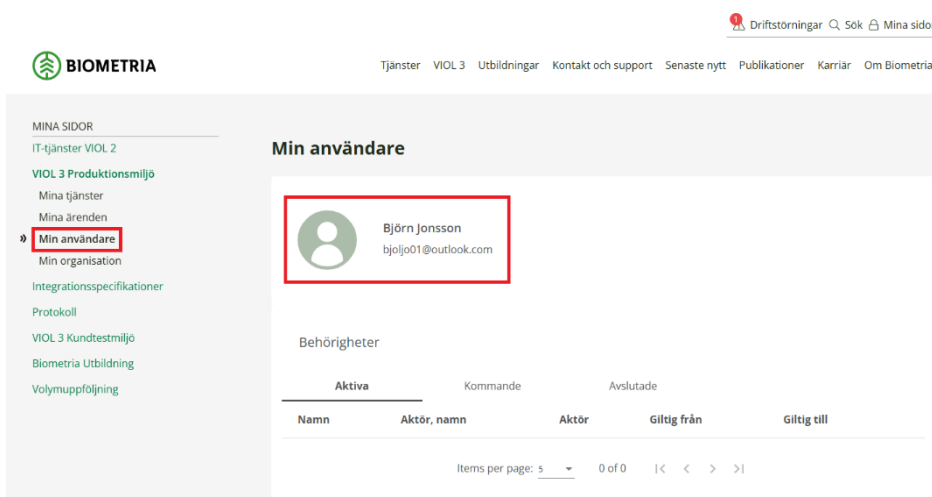 1
Driftstörningar Sök Mina sidor
BIOMETRIA
Tjänster VIOL 3 Utbildningar Kontakt och support Senaste nytt Publikationer Karriär Om Biometria
MINA SIDOR
IT-tjänster VIOL 2
VIOL 3 Produktionsmiljö
Mina tjänster
Mina ärenden
» Min användare
Min organisation
Integrationsspecifikationer
Protokoll
VIOL 3 Kundtestmiljö
Biometria Utbildning
Volymuppföljning
Min användare
Björn Jonsson
bjoljo01@outlook.com
Behörigheter
Aktiva Kommande Avslutade
Namn Aktör, namn Aktör Giltig från Giltig till
Items per page: 5 0 of 0 |< < > >|